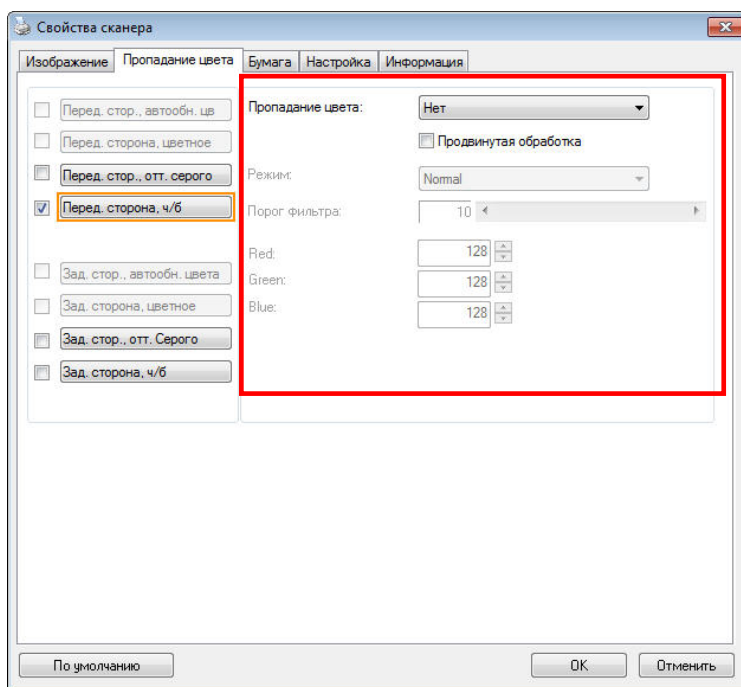 Свойства сканера
Изображение Пропадание цвета Бумага Настройка Информация
Перед. стор., автообн. цв
Перед. сторона, цветное
Перед. стор., отт. серого
Перед. сторона, ч/б
Зад. стор., автообн. цвета
Зад. сторона, цветное
Зад. стор., отт. Серого
Зад. сторона, ч/б
Пропадание цвета: Нет
Продвинутая обработка
Режим: Normal
Порог фильтра: 10
Red: 128
Green: 128
Blue: 128
По умолчанию OK Отменить